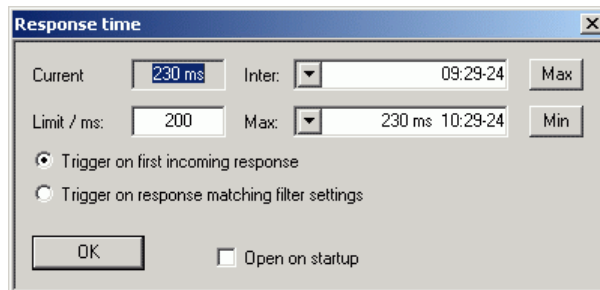 Response time
Current 230 ms Inter: 09:29-24 Max
Limit / ms: 200 Max: 230 ms 10:29-24 Min
Trigger on first incoming response
Trigger on response matching filter settings
OK Open on startup